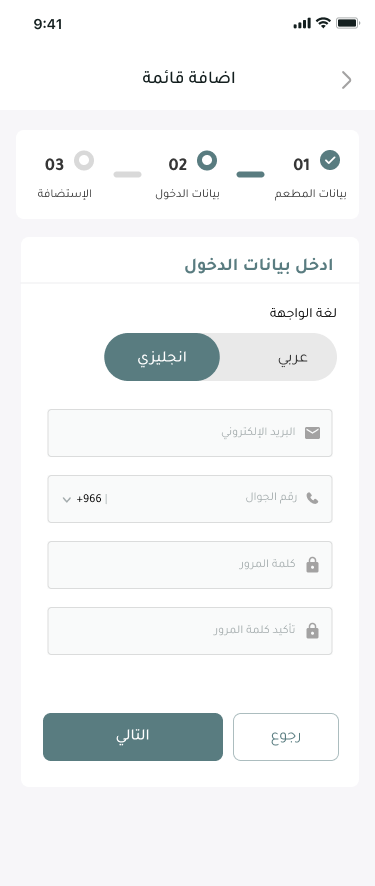 9:41
اضافة قائمة
01 02 03
بيانات المطعم بيانات الدخول الإستضافة
ادخل بيانات الدخول
لغة الواجهة
عربي انجليزي
البريد الإلكتروني
رقم الجوال | +966
كلمة المرور
تأكيد كلمة المرور
رجوع التالي